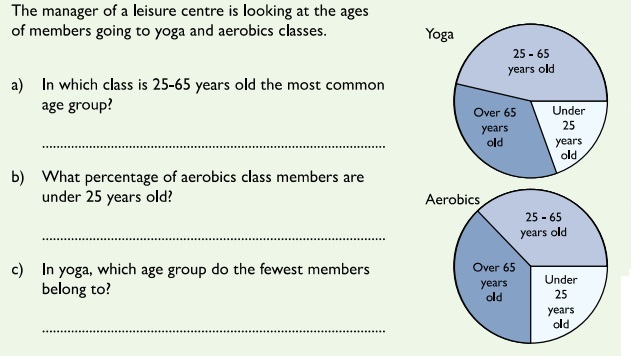 The manager of a leisure centre is looking at the ages
of members going to yoga and aerobics classes.
a) In which class is 25-65 years old the most common
age group?
b) What percentage of aerobics class members are
under 25 years old?
c) In yoga, which age group do the fewest members
belong to?
Yoga
25 - 65
years old
Over 65
years
old
Under
25
years
old
Aerobics
25 - 65
years old
Over 65
years
old
Under
25
years
old